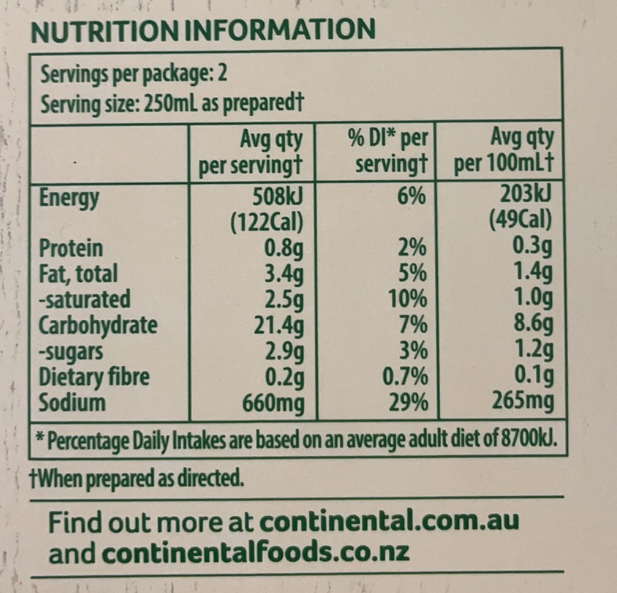 NUTRITION INFORMATION
Servings per package: 2
Serving size: 250mL as prepared†
Avg qty per serving† % DI* per serving† Avg qty per 100mL†
Energy 508kJ 6% 203kJ
(122Cal) (49Cal)
Protein 0.8g 2% 0.3g
Fat, total 3.4g 5% 1.4g
-saturated 2.5g 10% 1.0g
Carbohydrate 21.4g 7% 8.6g
-sugars 2.9g 3% 1.2g
Dietary fibre 0.2g 0.7% 0.1g
Sodium 660mg 29% 265mg
* Percentage Daily Intakes are based on an average adult diet of 8700kJ.
†When prepared as directed.
Find out more at continental.com.au
and continentalfoods.co.nz